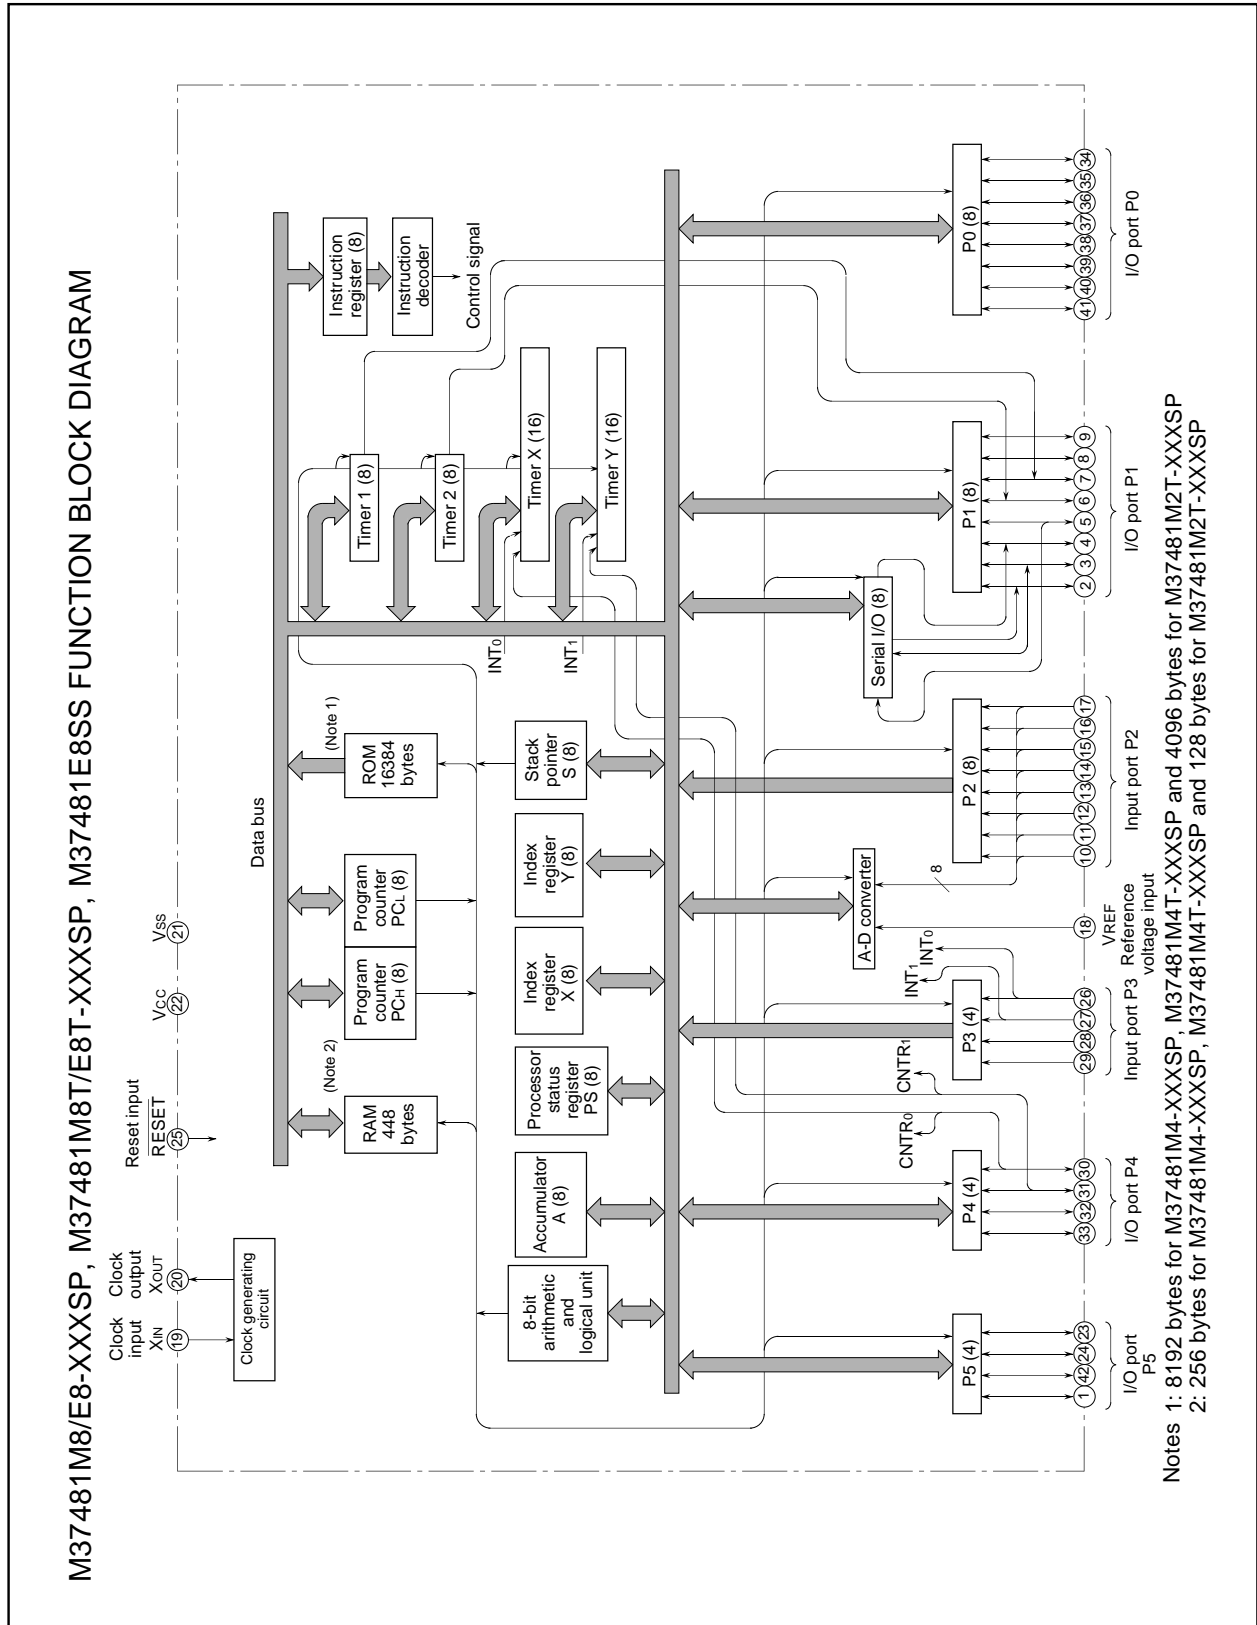 M37481M8/E8-XXXSP, M37481M8T/E8T-XXXSP, M37481E8SS FUNCTION BLOCK DIAGRAM
Clock
input
XIN
19
Clock
output
XOUT
20
Reset input
RESET
25
VCC
22
VSS
21
Clock generating
circuit
Data bus
RAM
448
bytes
(Note 2)
Program
counter
PCH (8)
Program
counter
PCL (8)
ROM
16384
bytes
(Note 1)
Instruction
register (8)
Instruction
decoder
Control signal
Timer 1 (8)
Timer 2 (8)
Timer X (16)
Timer Y (16)
INT0
INT1
8-bit
arithmetic
and
logical unit
Accumulator
A (8)
Processor
status
register
PS (8)
Index
register
X (8)
Index
register
Y (8)
Stack
pointer
S (8)
P5 (4)
P4 (4)
CNTR0
CNTR1
P3 (4)
INT1
INT0
A-D converter
8
P2 (8)
Serial I/O (8)
P1 (8)
P0 (8)
1 42 24 23
33 32 31 30
29 28 27 26
18
10 11 12 13 14 15 16 17
2 3 4 5 6 7 8 9
41 40 39 38 37 36 35 34
I/O port
P5
I/O port P4
Input port P3
VREF
Reference
voltage input
Input port P2
I/O port P1
I/O port P0
Notes 1: 8192 bytes for M37481M4-XXXSP, M37481M4T-XXXSP and 4096 bytes for M37481M2T-XXXSP
2: 256 bytes for M37481M4-XXXSP, M37481M4T-XXXSP and 128 bytes for M37481M2T-XXXSP